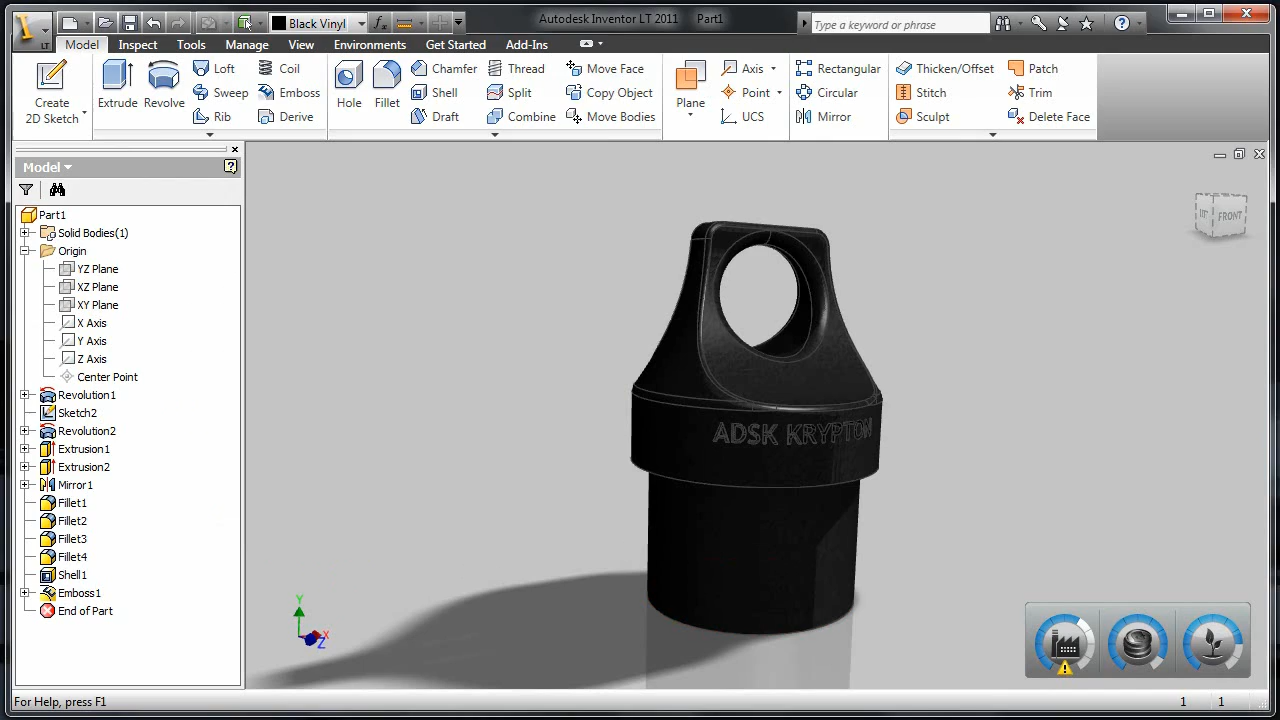 Autodesk Inventor LT 2011 Part1
Black Vinyl
Type a keyword or phrase
LT
Model Inspect Tools Manage View Environments Get Started Add-Ins
Create
2D Sketch
Extrude
Revolve
Loft
Sweep
Rib
Coil
Emboss
Derive
Hole
Fillet
Chamfer
Shell
Draft
Thread
Split
Combine
Move Face
Copy Object
Move Bodies
Plane
Axis
Point
UCS
Rectangular
Circular
Mirror
Thicken/Offset
Stitch
Sculpt
Patch
Trim
Delete Face
Model
Part1
Solid Bodies(1)
Origin
YZ Plane
XZ Plane
XY Plane
X Axis
Y Axis
Z Axis
Center Point
Revolution1
Sketch2
Revolution2
Extrusion1
Extrusion2
Mirror1
Fillet1
Fillet2
Fillet3
Fillet4
Shell1
Emboss1
End of Part
FRONT
ADSK KRYPTON
Y
X
Z
For Help, press F1
1 1